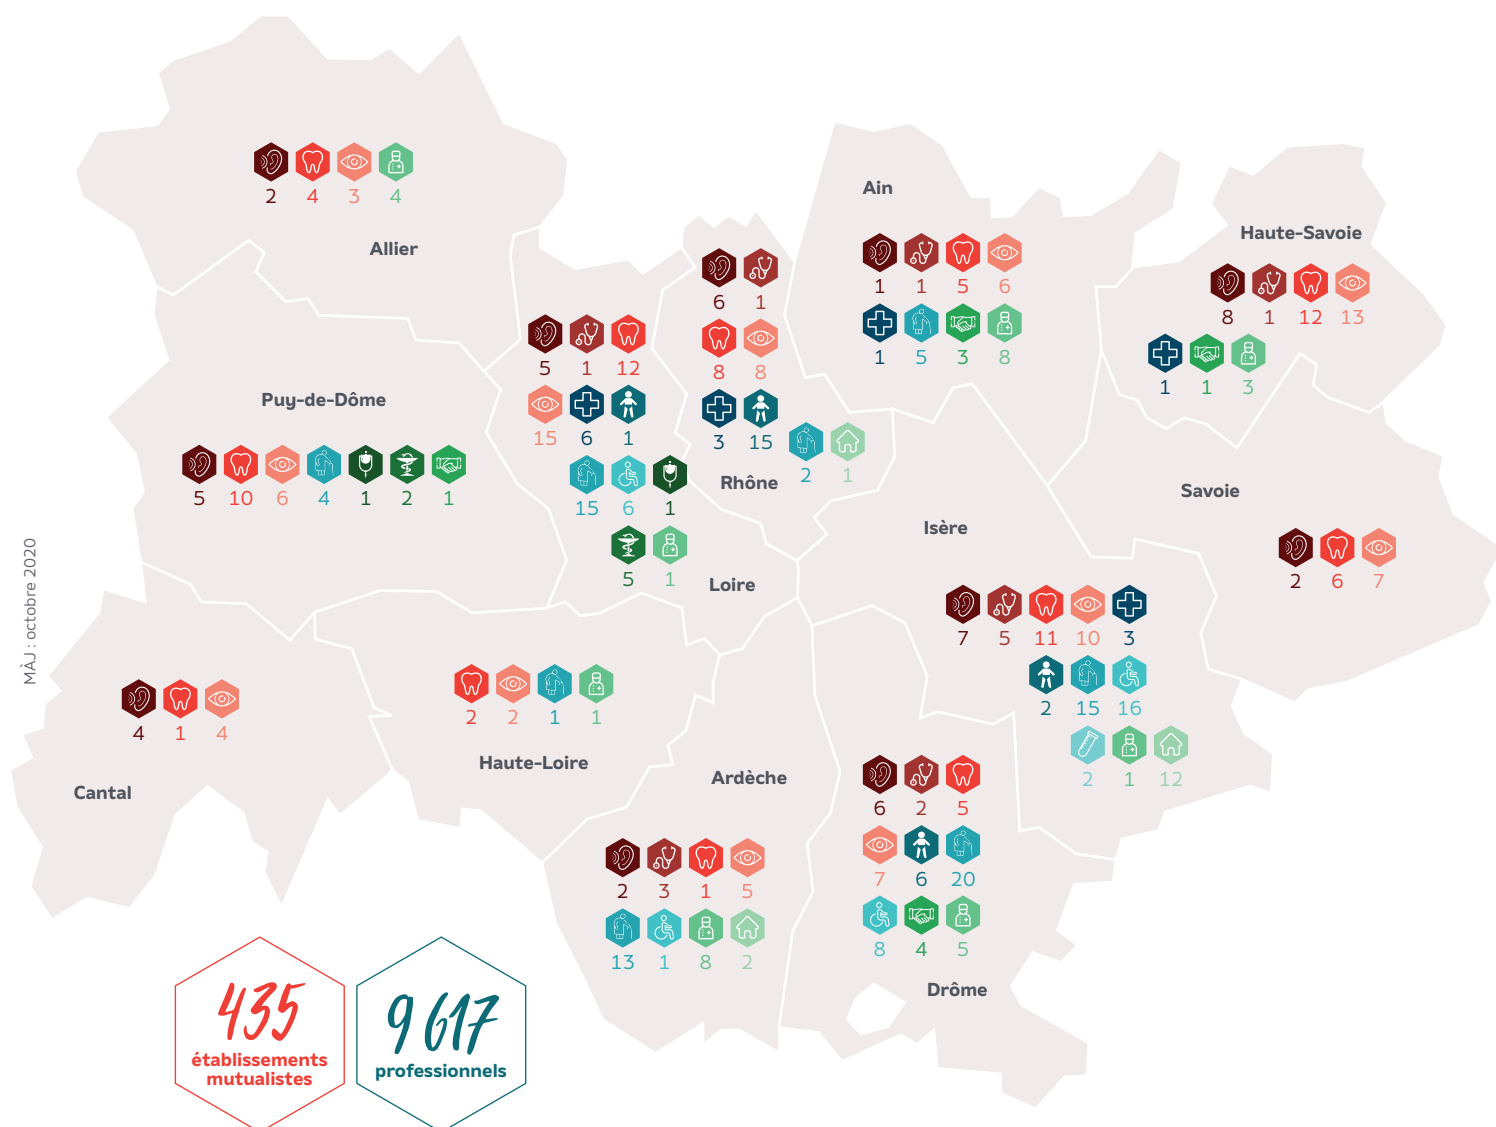 2 4 3 4
Allier
Ain
1 1 5 6
1 5 3 8
Haute-Savoie
8 1 12 13
1 1 3
6 1
8 8
3 15
2 1
Rhône
5 1 12
15 6 1
15 6 1
5 1
Loire
Puy-de-Dôme
5 10 6 4 1 2 1
Savoie
2 6 7
Isère
7 5 11 10 3
2 15 16
2 1 12
MÀJ : octobre 2020
4 1 4
Cantal
2 2 1 1
Haute-Loire
Ardèche
2 3 1 5
13 1 8 2
6 2 5
7 6 20
8 4 5
Drôme
435
établissements
mutualistes
9 617
professionnels